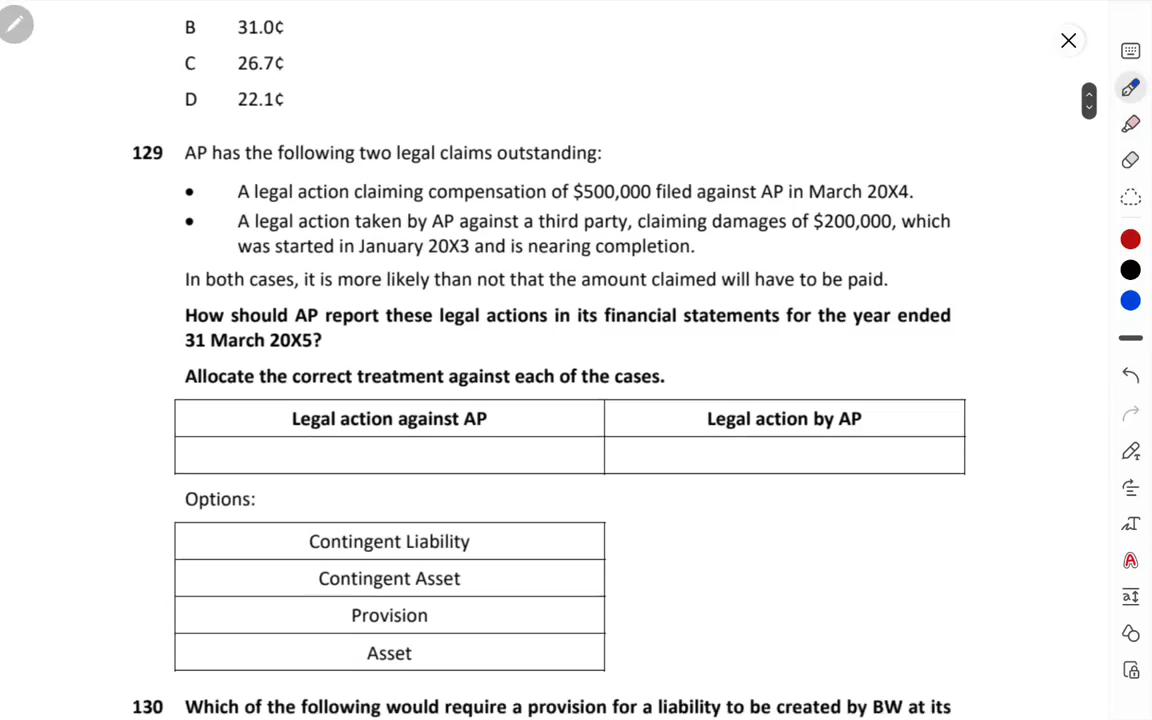 B 31.0¢
C 26.7¢
D 22.1¢
129 AP has the following two legal claims outstanding:
• A legal action claiming compensation of $500,000 filed against AP in March 20X4.
• A legal action taken by AP against a third party, claiming damages of $200,000, which
was started in January 20X3 and is nearing completion.
In both cases, it is more likely than not that the amount claimed will have to be paid.
How should AP report these legal actions in its financial statements for the year ended
31 March 20X5?
Allocate the correct treatment against each of the cases.
Legal action against AP Legal action by AP
Options:
Contingent Liability
Contingent Asset
Provision
Asset
130 Which of the following would require a provision for a liability to be created by BW at its